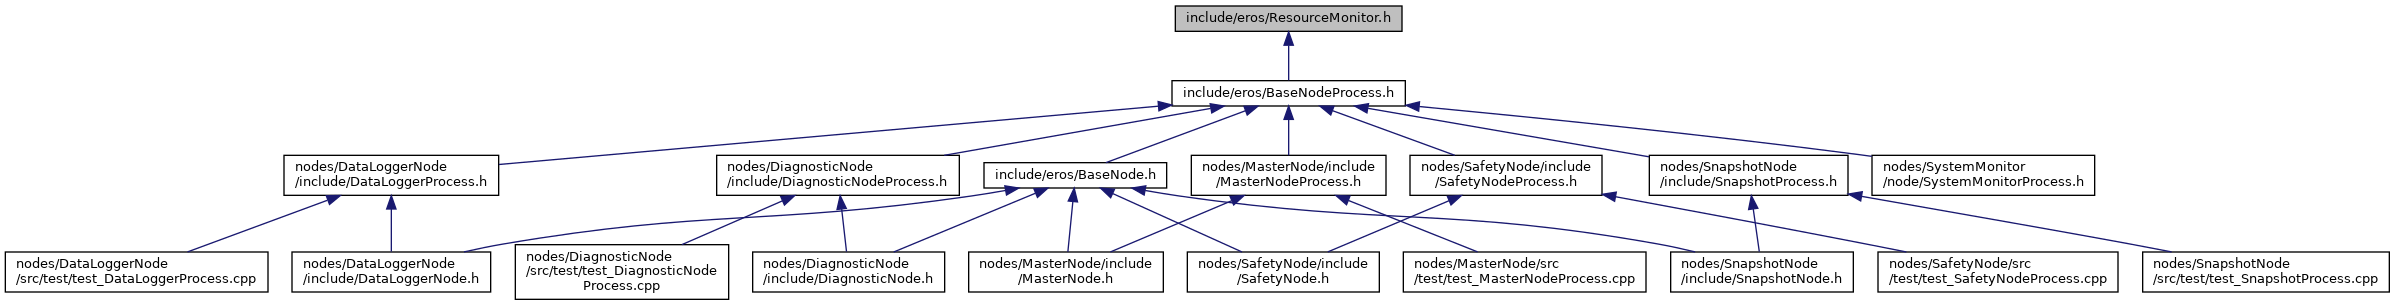 include/eros/ResourceMonitor.h
include/eros/BaseNodeProcess.h
nodes/DataLoggerNode
/include/DataLoggerProcess.h
nodes/DiagnosticNode
/include/DiagnosticNodeProcess.h
include/eros/BaseNode.h
nodes/MasterNode/include
/MasterNodeProcess.h
nodes/SafetyNode/include
/SafetyNodeProcess.h
nodes/SnapshotNode
/include/SnapshotProcess.h
nodes/SystemMonitor
/node/SystemMonitorProcess.h
nodes/DataLoggerNode
/src/test/test_DataLoggerProcess.cpp
nodes/DataLoggerNode
/include/DataLoggerNode.h
nodes/DiagnosticNode
/src/test/test_DiagnosticNode
Process.cpp
nodes/DiagnosticNode
/include/DiagnosticNode.h
nodes/MasterNode/include
/MasterNode.h
nodes/SafetyNode/include
/SafetyNode.h
nodes/MasterNode/src
/test/test_MasterNodeProcess.cpp
nodes/SnapshotNode
/include/SnapshotNode.h
nodes/SafetyNode/src
/test/test_SafetyNodeProcess.cpp
nodes/SnapshotNode
/src/test/test_SnapshotProcess.cpp